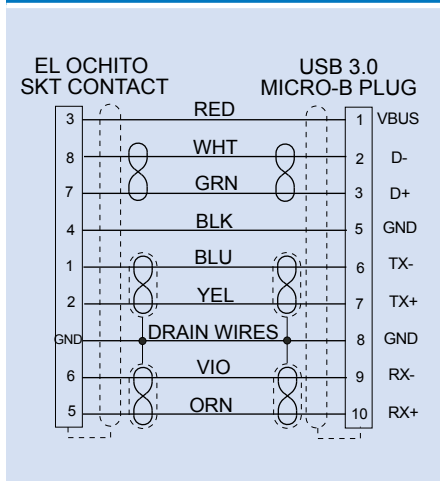 EL OCHITO
SKT CONTACT
USB 3.0
MICRO-B PLUG
3 RED 1 VBUS
8 WHT 2 D-
7 GRN 3 D+
4 BLK 5 GND
1 BLU 6 TX-
2 YEL 7 TX+
GND DRAIN WIRES 8 GND
6 VIO 9 RX-
5 ORN 10 RX+